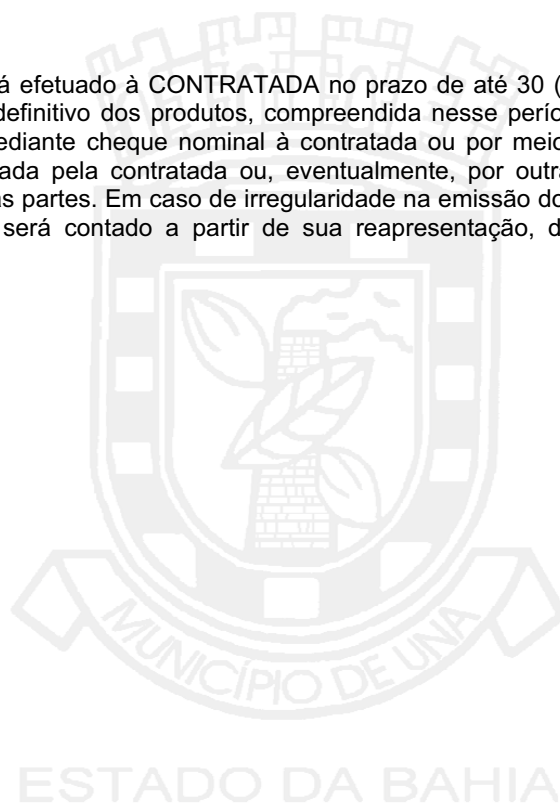 á efetuado à CONTRATADA no prazo de até 30 (
definitivo dos produtos, compreendida nesse perío
ediante cheque nominal à contratada ou por meio
ada pela contratada ou, eventualmente, por outra
as partes. Em caso de irregularidade na emissão do
será contado a partir de sua reapresentação, d
MUNICÍPIO DE UNA
ESTADO DA BAHIA